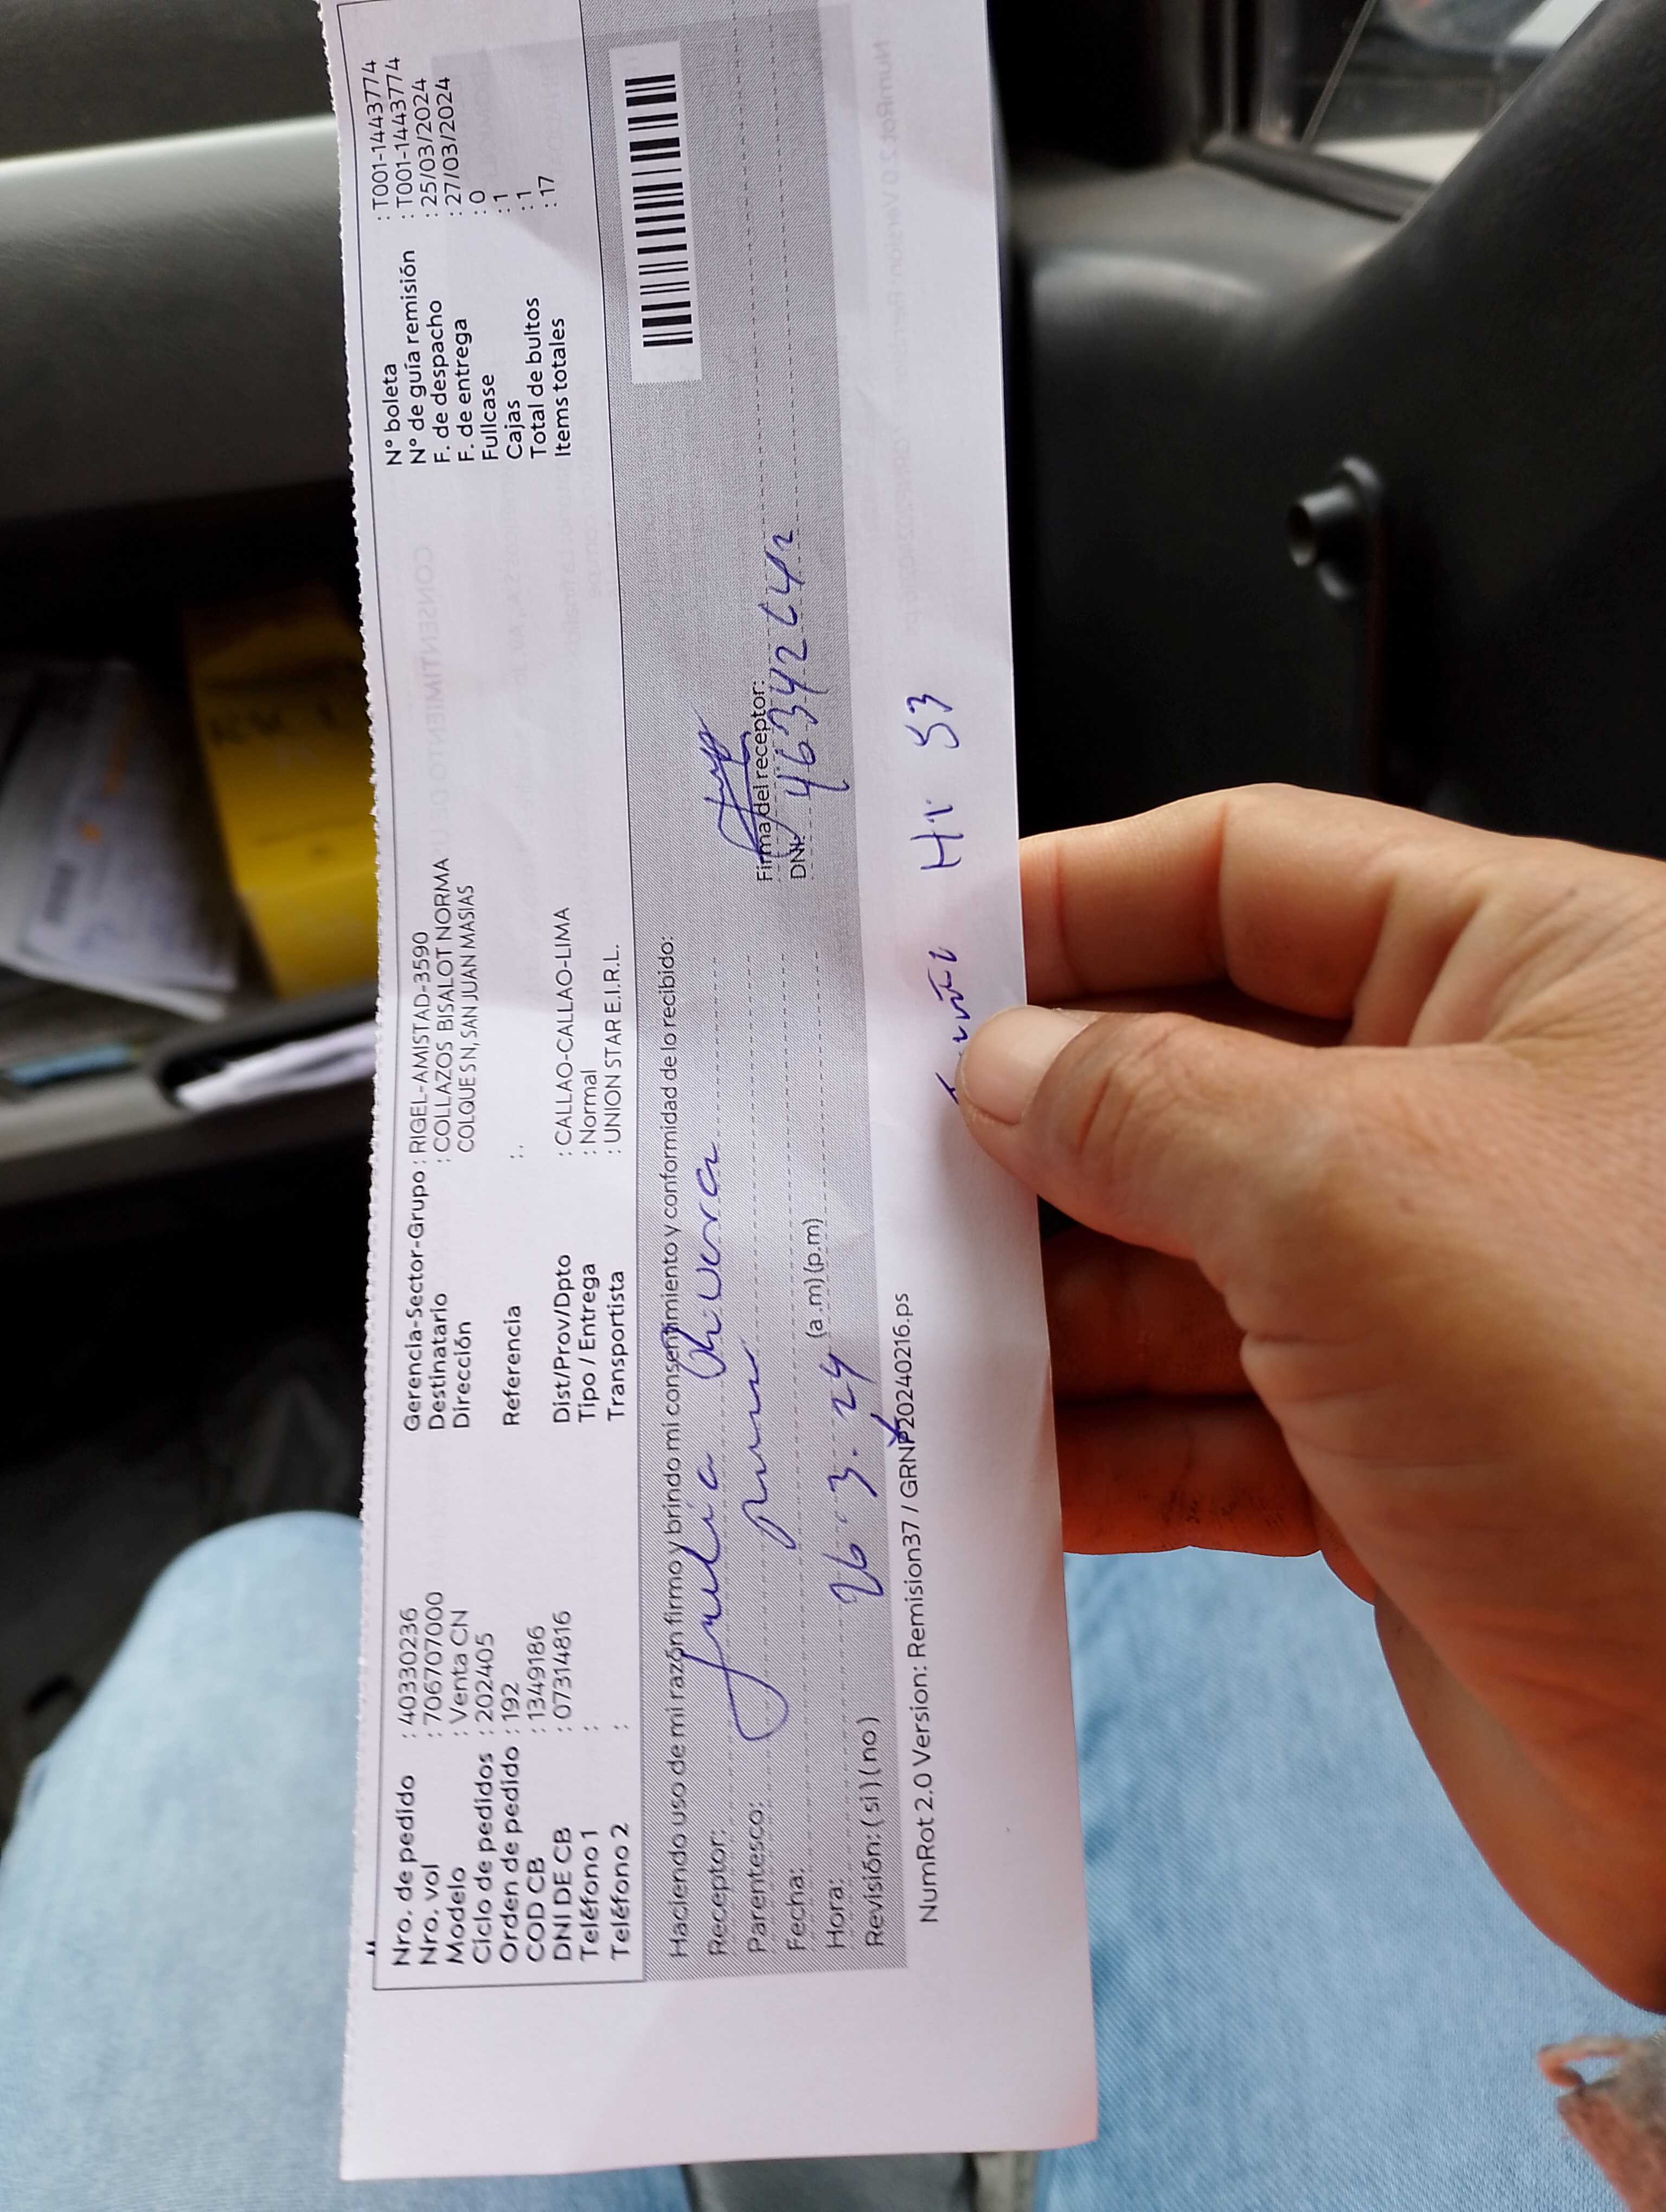 Nro. de pedido : 40330236
Nro. vol : 706707000
Modelo : Venta CN
Ciclo de pedidos : 202405
Orden de pedido : 192
COD CB : 1349186
DNI DE CB : 07314816
Teléfono 1 :
Teléfono 2 :
Gerencia-Sector-Grupo : RIGEL-AMISTAD-3590
Destinatario : COLLAZOS BISALOT NORMA
Dirección COLQUE SN, SAN JUAN MASIAS
Referencia : .
Dist/Prov/Dpto : CALLAO-CALLAO-LIMA
Tipo / Entrega : Normal
Transportista : UNION STAR E.I.R.L.
N° boleta : T001-1443774
N° de guía remisión : T001-1443774
F. de despacho : 25/03/2024
F. de entrega : 27/03/2024
Fullcase : 0
Cajas : 1
Total de bultos : 1
Items totales : 17
Haciendo uso de mi razón firmo y brindo mi consentimiento y conformidad de lo recibido:
Receptor: Julia Rivera
Parentesco:
Fecha: 26 3. 24
Hora: (a.m) (p.m)
Revisión: ( si ) ( no )
Firma del receptor:
DNI:
NumRot 2.0 Version: Remision37 / GRNP20240216.ps